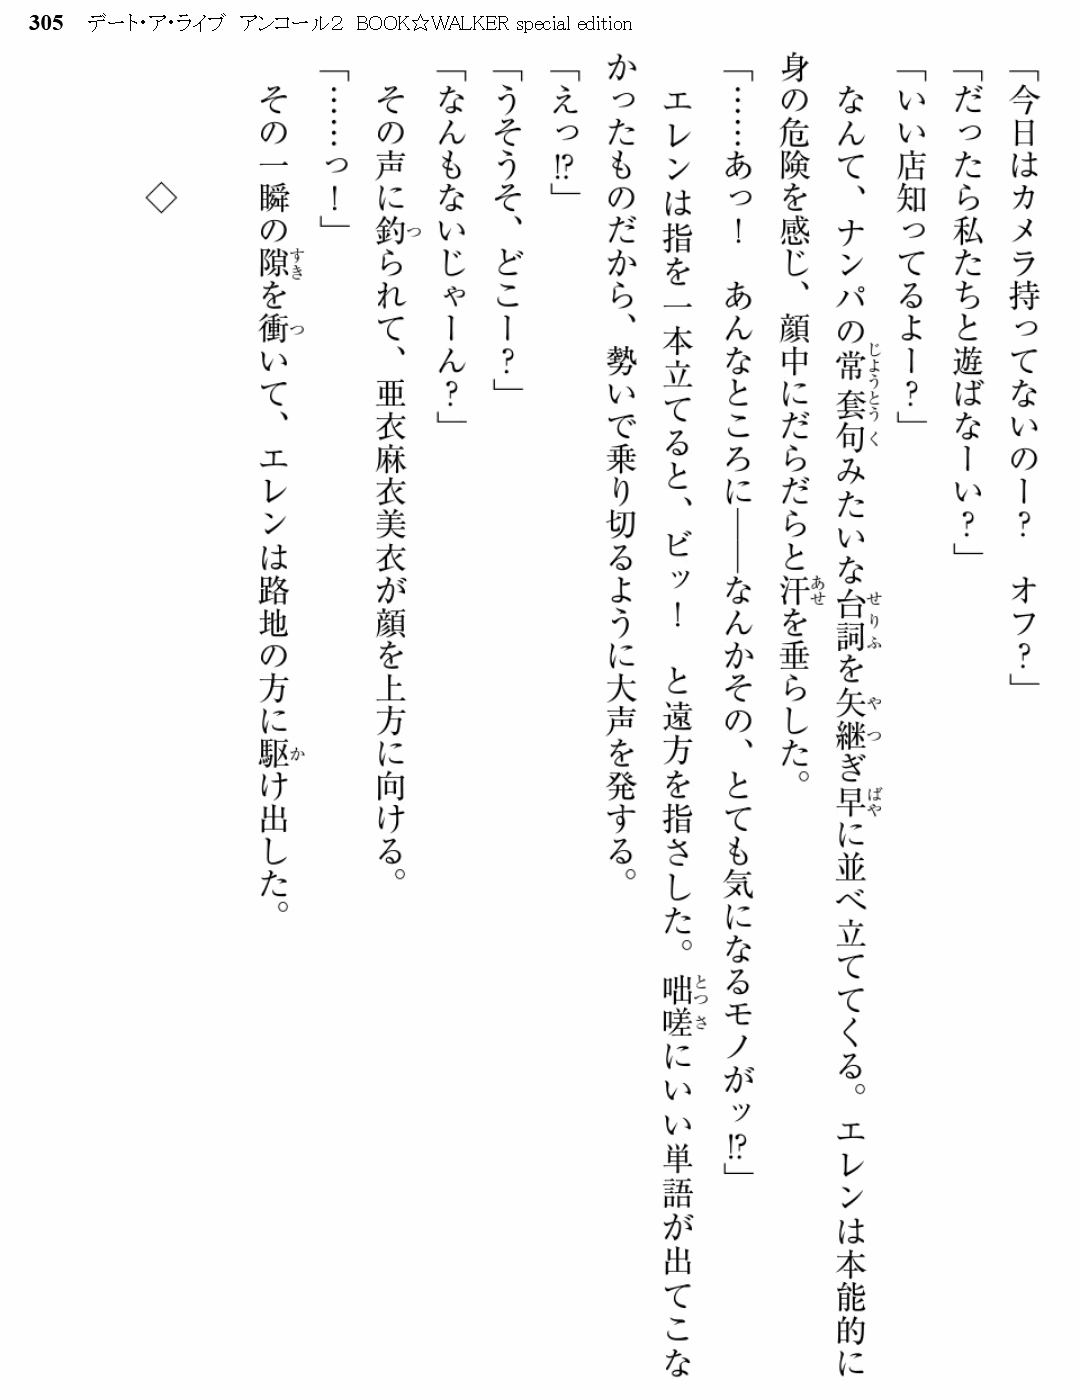 305 デート・ア・ライブ アンコール2 BOOK☆WALKER special edition
「今日はカメラ持ってないのー？　オフ？」
「だったら私たちと遊ばなーい？」
「いい店知ってるよー？」
　なんて、ナンパの常套句みたいな台詞を矢継ぎ早に並べ立ててくる。エレンは本能的に
身の危険を感じ、顔中にだらだらと汗を垂らした。
「……あっ！　あんなところに――なんかその、とても気になるモノがッ⁉」
　エレンは指を一本立てると、ビッ！　と遠方を指さした。咄嗟にいい単語が出てこな
かったものだから、勢いで乗り切るように大声を発する。
「えっ⁉」
「うそうそ、どこー？」
「なんもないじゃーん？」
　その声に釣られて、亜衣麻衣美衣が顔を上方に向ける。
「……っ！」
　その一瞬の隙を衝いて、エレンは路地の方に駆け出した。
◇